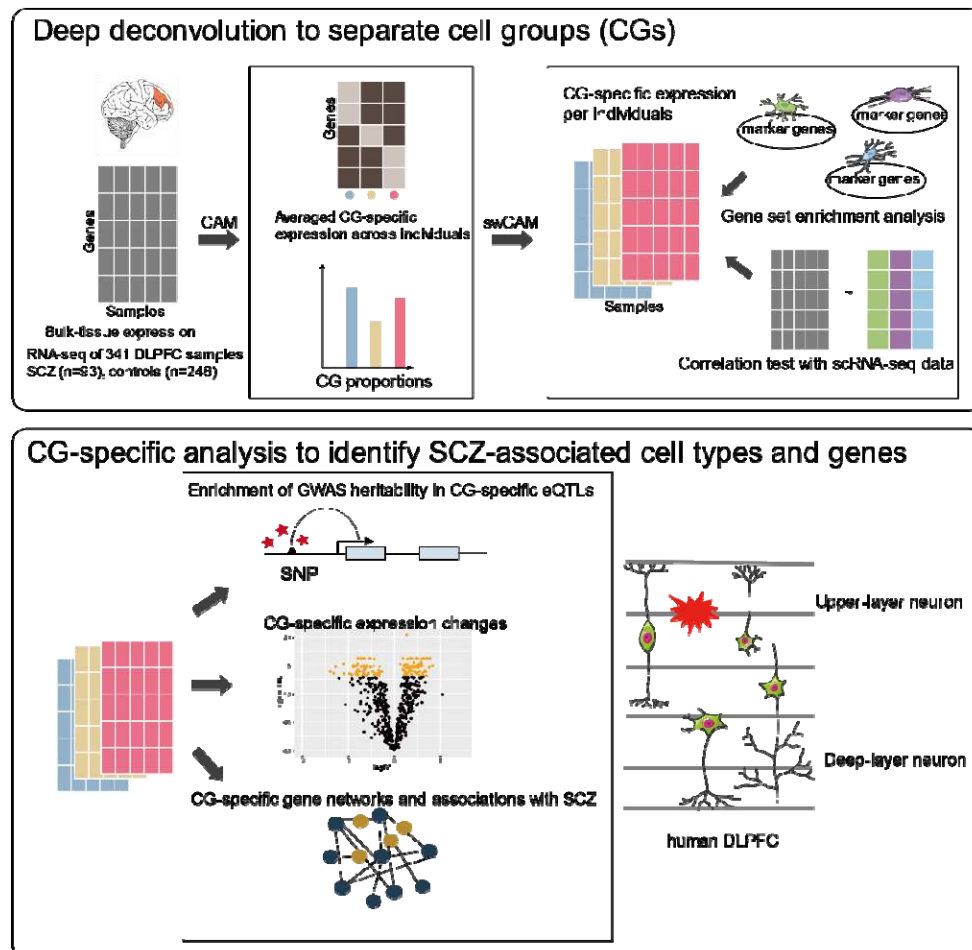 Deep deconvolution to separate cell groups (CGs)
Genes
Samples
Bulk-tissue expression
RNA-seq of 341 DLPFC samples
SCZ (n=93), controls (n=248)
CAM
Genes
Averaged CG-specific
expression across individuals
CG proportions
swCAM
CG-specific expression
per individuals
Samples
marker genes
marker genes
marker genes
Gene set enrichment analysis
~
Correlation test with scRNA-seq data
CG-specific analysis to identify SCZ-associated cell types and genes
Enrichment of GWAS heritability in CG-specific eQTLs
SNP
CG-specific expression changes
logFC
CG-specific gene networks and associations with SCZ
Upper-layer neuron
Deep-layer neuron
human DLPFC